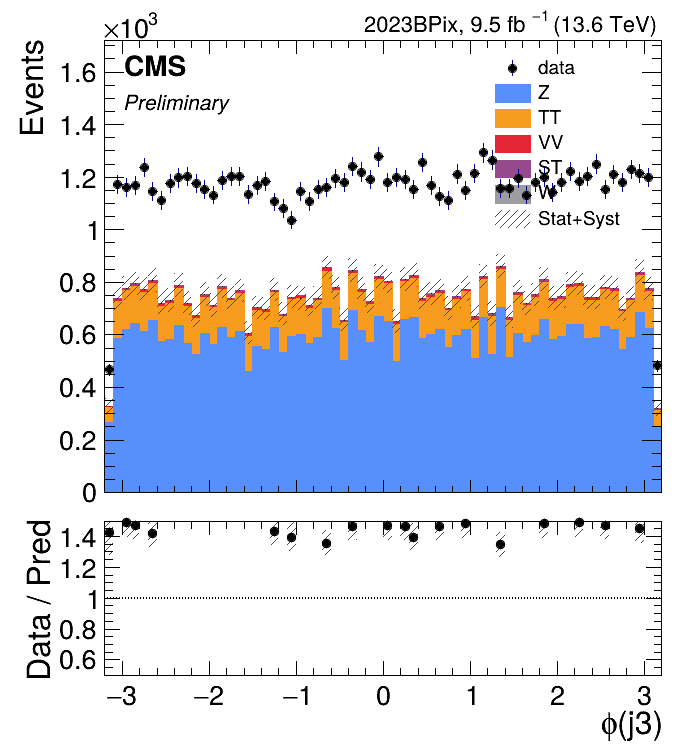 ×10³
2023BPix, 9.5 fb ⁻¹ (13.6 TeV)
Events
CMS
Preliminary
data
Z
TT
VV
ST
W
Stat+Syst
1.6
1.4
1.2
1
0.8
0.6
0.4
0.2
0
Data / Pred
1.4
1.2
1
0.8
0.6
−3 −2 −1 0 1 2 3
ϕ(j3)